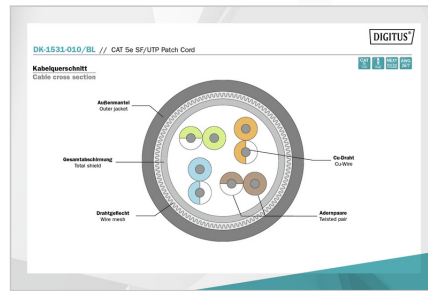 DIGITUS®
DK-1531-010/BL // CAT 5e SF/UTP Patch Cord
Kabelquerschnitt
Cable cross section
Außenmantel
Outer jacket
Gesamtabschirmung
Total shield
Cu-Draht
Cu-Wire
Drahtgeflecht
Wire mesh
Adernpaare
Twisted pair